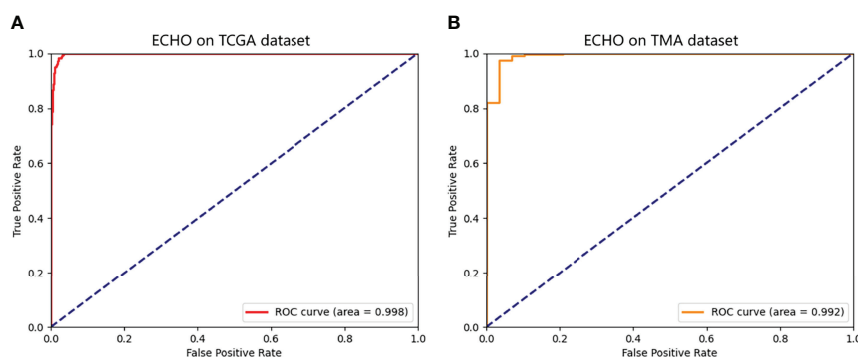 A
ECHO on TCGA dataset
True Positive Rate
1.0
0.8
0.6
0.4
0.2
0.0
0.0 0.2 0.4 0.6 0.8 1.0
False Positive Rate
ROC curve (area = 0.998)
B
ECHO on TMA dataset
True Positive Rate
1.0
0.8
0.6
0.4
0.2
0.0
0.0 0.2 0.4 0.6 0.8 1.0
False Positive Rate
ROC curve (area = 0.992)